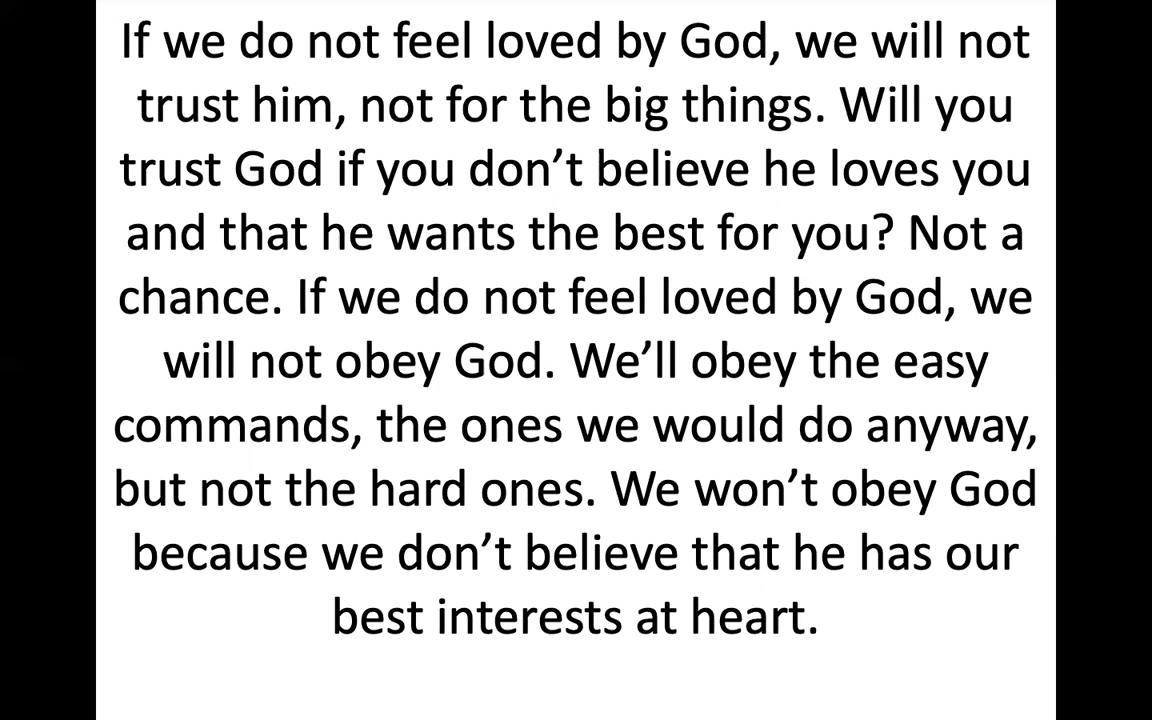 If we do not feel loved by God, we will not
trust him, not for the big things. Will you
trust God if you don’t believe he loves you
and that he wants the best for you? Not a
chance. If we do not feel loved by God, we
will not obey God. We’ll obey the easy
commands, the ones we would do anyway,
but not the hard ones. We won’t obey God
because we don’t believe that he has our
best interests at heart.